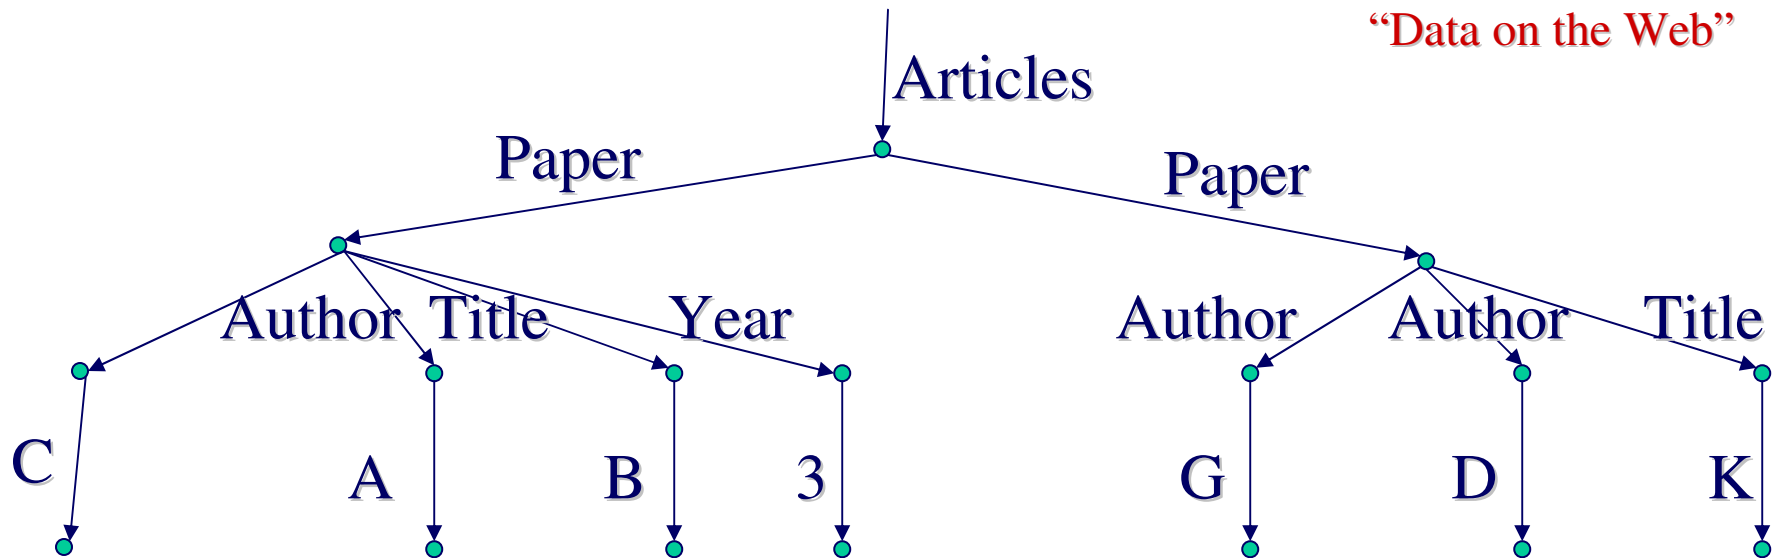 “Data on the Web”
Articles
Paper Paper
Author Title Year Author Author Title
C A B 3 G D K